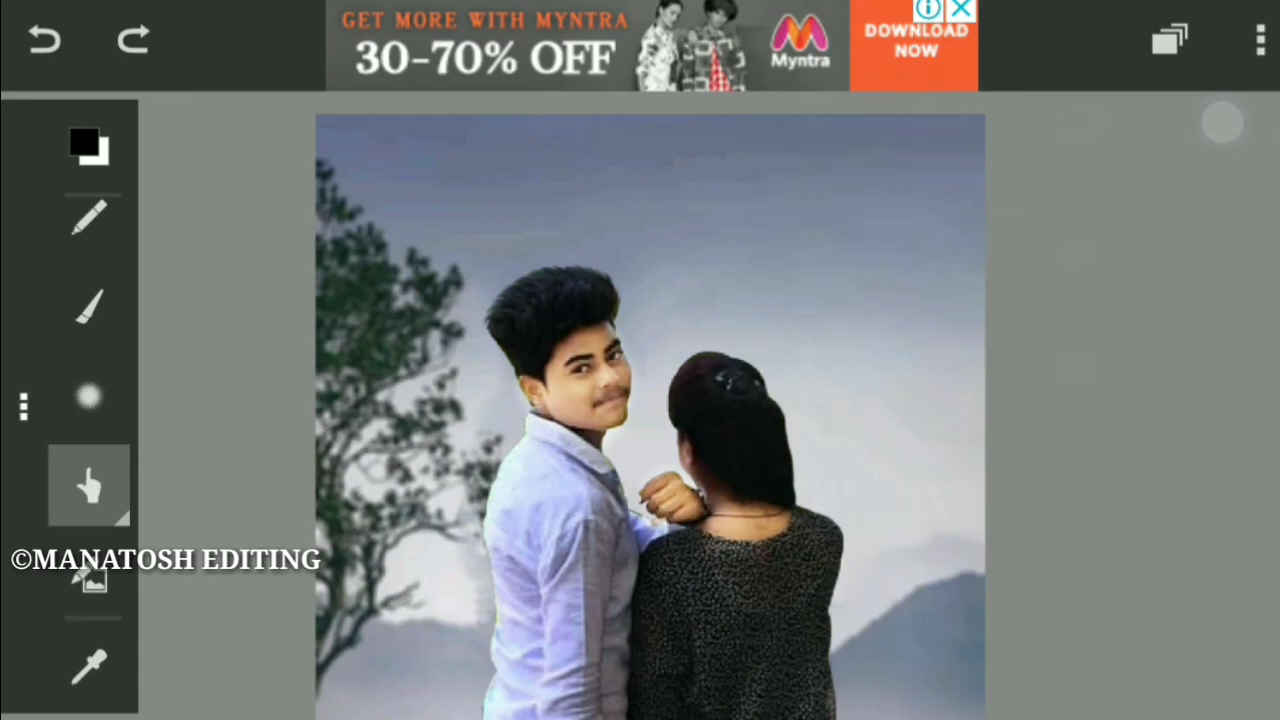 GET MORE WITH MYNTRA
30-70% OFF
Myntra
DOWNLOAD
NOW
©MANATOSH EDITING